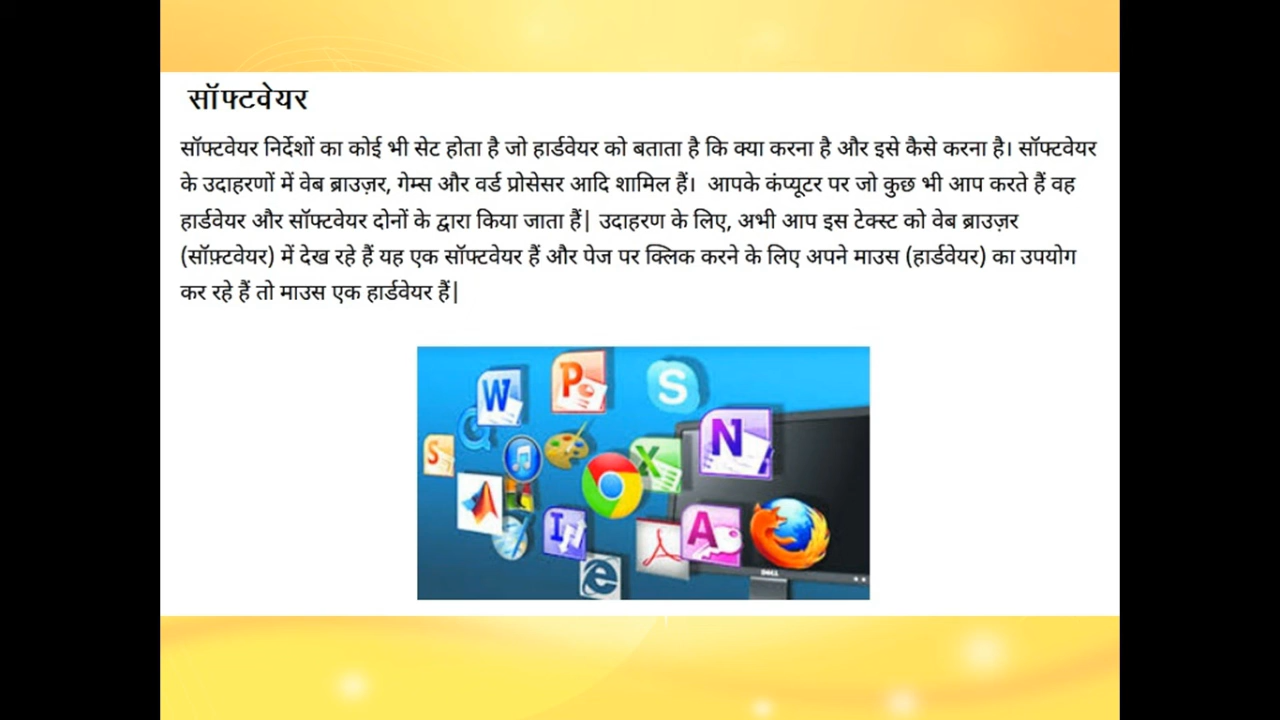 सॉफ्टवेयर
सॉफ्टवेयर निर्देशों का कोई भी सेट होता है जो हार्डवेयर को बताता है कि क्या करना है और इसे कैसे करना है। सॉफ्टवेयर
के उदाहरणों में वेब ब्राउज़र, गेम्स और वर्ड प्रोसेसर आदि शामिल हैं। आपके कंप्यूटर पर जो कुछ भी आप करते हैं वह
हार्डवेयर और सॉफ्टवेयर दोनों के द्वारा किया जाता हैं| उदाहरण के लिए, अभी आप इस टेक्स्ट को वेब ब्राउज़र
(सॉफ़्टवेयर) में देख रहे हैं यह एक सॉफ्टवेयर हैं और पेज पर क्लिक करने के लिए अपने माउस (हार्डवेयर) का उपयोग
कर रहे हैं तो माउस एक हार्डवेयर हैं|
W P S
N
S X
I A
e
DELL